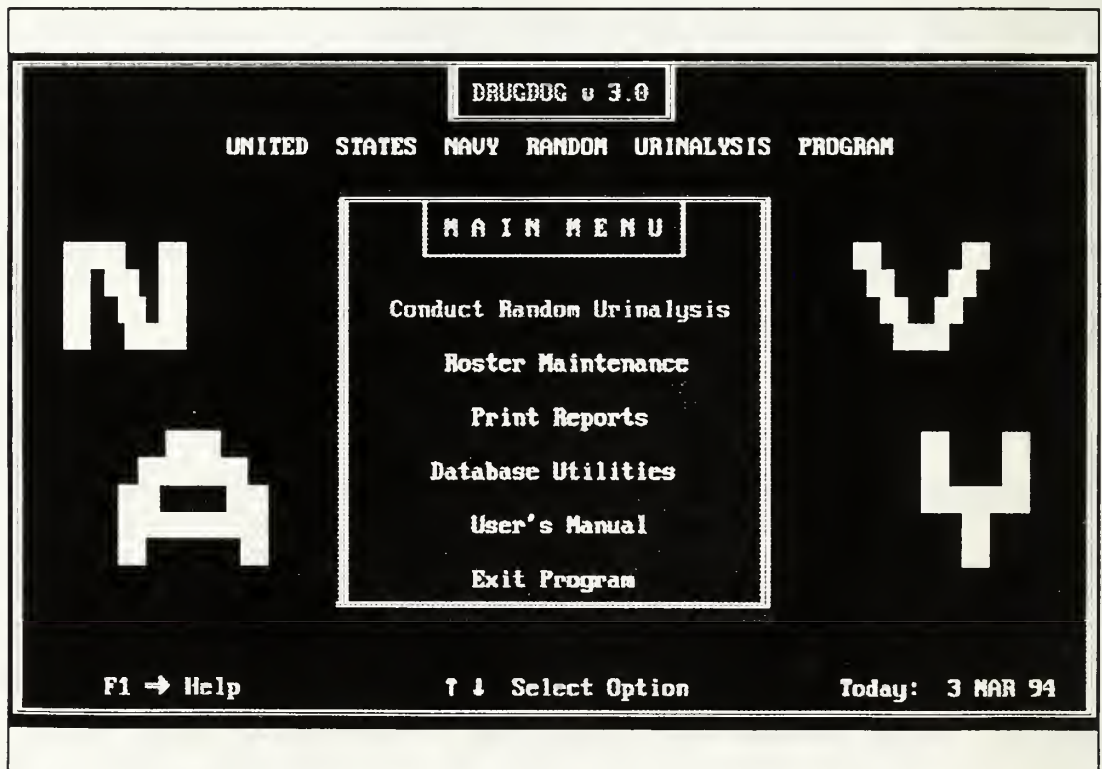 DRUGDOG v 3.0
UNITED STATES NAVY RANDOM URINALYSIS PROGRAM
MAIN MENU
N
A
V
Y
Conduct Random Urinalysis
Roster Maintenance
Print Reports
Database Utilities
User's Manual
Exit Program
F1 → Help
↑ ↓ Select Option
Today: 3 MAR 94